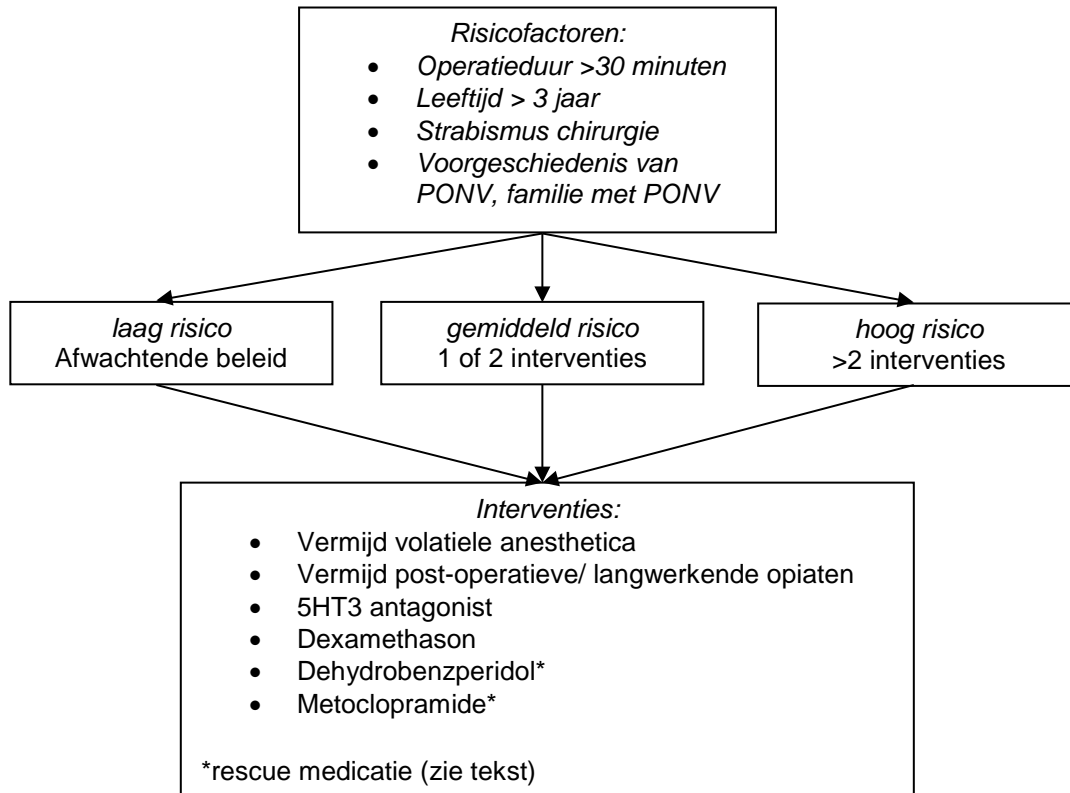 Risicofactoren:
• Operatieduur >30 minuten
• Leeftijd > 3 jaar
• Strabismus chirurgie
• Voorgeschiedenis van
PONV, familie met PONV
laag risico
Afwachtende beleid
gemiddeld risico
1 of 2 interventies
hoog risico
>2 interventies
Interventies:
• Vermijd volatiele anesthetica
• Vermijd post-operatieve/ langwerkende opiaten
• 5HT3 antagonist
• Dexamethason
• Dehydrobenzperidol*
• Metoclopramide*
*rescue medicatie (zie tekst)